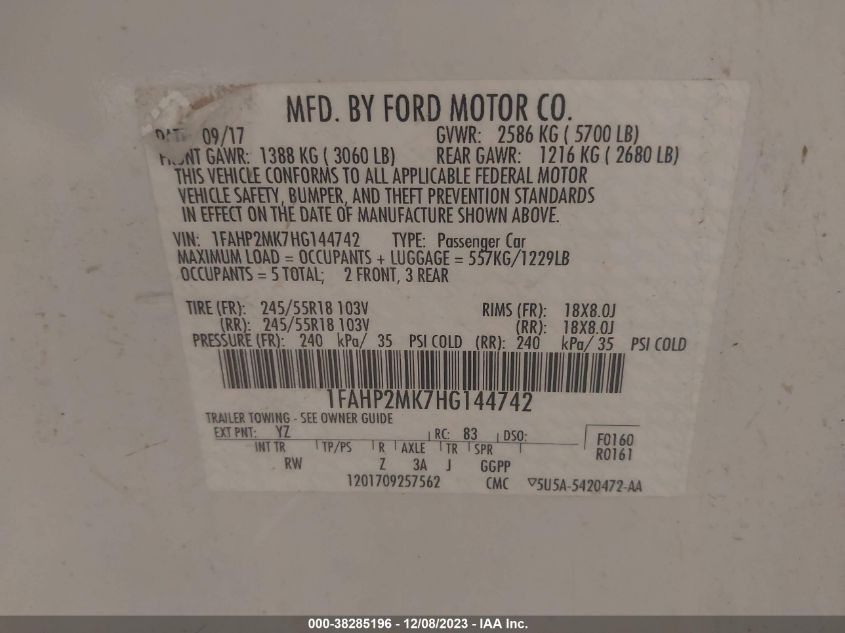 MFD. BY FORD MOTOR CO.
DATE 09/17 GVWR: 2586 KG ( 5700 LB)
FRONT GAWR: 1388 KG ( 3060 LB) REAR GAWR: 1216 KG ( 2680 LB)
THIS VEHICLE CONFORMS TO ALL APPLICABLE FEDERAL MOTOR
VEHICLE SAFETY, BUMPER, AND THEFT PREVENTION STANDARDS
IN EFFECT ON THE DATE OF MANUFACTURE SHOWN ABOVE.
VIN: 1FAHP2MK7HG144742 TYPE: Passenger Car
MAXIMUM LOAD = OCCUPANTS + LUGGAGE = 557KG/1229LB
OCCUPANTS = 5 TOTAL; 2 FRONT, 3 REAR
TIRE (FR): 245/55R18 103V RIMS (FR): 18X8.0J
(RR): 245/55R18 103V (RR): 18X8.0J
PRESSURE (FR): 240 kPa/ 35 PSI COLD (RR): 240 kPa/ 35 PSI COLD
1FAHP2MK7HG144742
TRAILER TOWING - SEE OWNER GUIDE
EXT PNT: YZ RC: 83 DSO: F0160
INT TR TP/PS R AXLE TR SPR R0161
RW Z 3A J GGPP
1201709257562 CMC ▽5U5A-5420472-AA
000-38285196 - 12/08/2023 - IAA Inc.